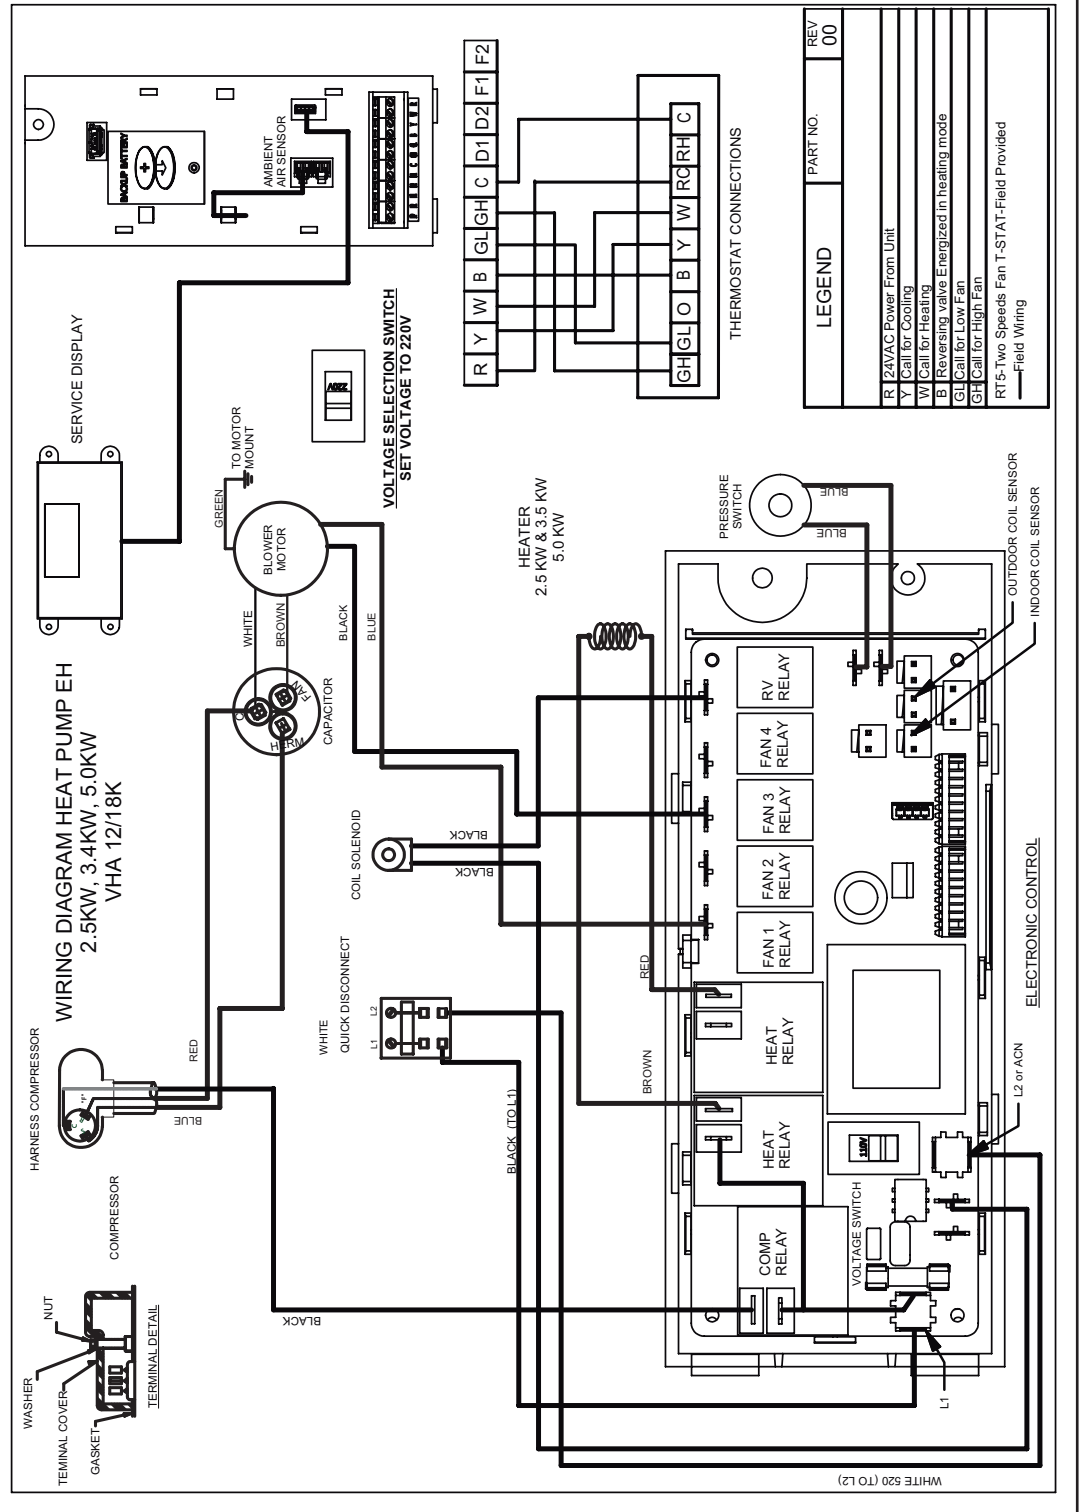 WIRING DIAGRAM HEAT PUMP EH
2.5KW, 3.4KW, 5.0KW
VHA 12/18K
SERVICE DISPLAY
BACKUP BATTERY
AMBIENT
AIR SENSOR
TO MOTOR
MOUNT
GREEN
BLOWER
MOTOR
WHITE
BROWN
BLACK
BLUE
FAN
HERM
CAPACITOR
220V
VOLTAGE SELECTION SWITCH
SET VOLTAGE TO 220V
R Y W B GL GH C D1 D2 F1 F2
GH GL O B Y W RC RH C
THERMOSTAT CONNECTIONS
HARNESS COMPRESSOR
RED
BLUE
COMPRESSOR
NUT
WASHER
TEMINAL COVER
GASKET
TERMINAL DETAIL
COIL SOLENOID
BLACK
BLACK
WHITE
QUICK DISCONNECT
L1 L2
BLACK (TO L1)
BLACK
HEATER
2.5 KW & 3.5 KW
5.0 KW
RED
BROWN
PRESSURE
SWITCH
BLUE
BLUE
COMP
RELAY
HEAT
RELAY
HEAT
RELAY
FAN 1
RELAY
FAN 2
RELAY
FAN 3
RELAY
FAN 4
RELAY
RV
RELAY
VOLTAGE SWITCH
110V
OUTDOOR COIL SENSOR
INDOOR COIL SENSOR
L1
L2 or ACN
ELECTRONIC CONTROL
WHITE 520 (TO L2)
LEGEND
PART NO.
REV
00
R 24VAC Power From Unit
Y Call for Cooling
W Call for Heating
B Reversing valve Energized in heating mode
GL Call for Low Fan
GH Call for High Fan
RT5-Two Speeds Fan T-STAT-Field Provided
Field Wiring